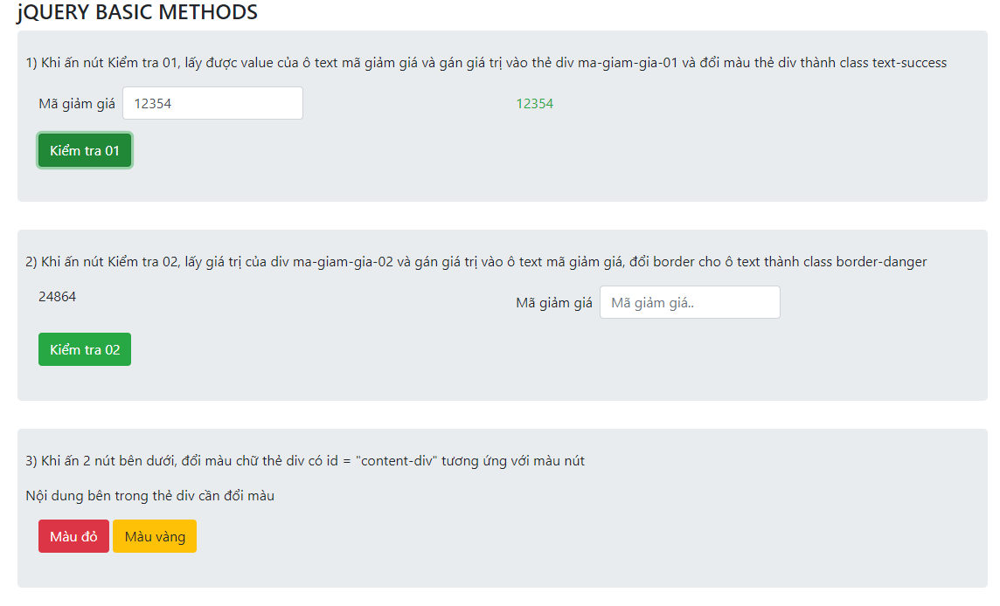 jQUERY BASIC METHODS
1) Khi ấn nút Kiểm tra 01, lấy được value của ô text mã giảm giá và gán giá trị vào thẻ div ma-giam-gia-01 và đổi màu thẻ div thành class text-success
Mã giảm giá 12354 12354
Kiểm tra 01
2) Khi ấn nút Kiểm tra 02, lấy giá trị của div ma-giam-gia-02 và gán giá trị vào ô text mã giảm giá, đổi border cho ô text thành class border-danger
24864
Mã giảm giá Mã giảm giá..
Kiểm tra 02
3) Khi ấn 2 nút bên dưới, đổi màu chữ thẻ div có id = "content-div" tương ứng với màu nút
Nội dung bên trong thẻ div cần đổi màu
Màu đỏ Màu vàng